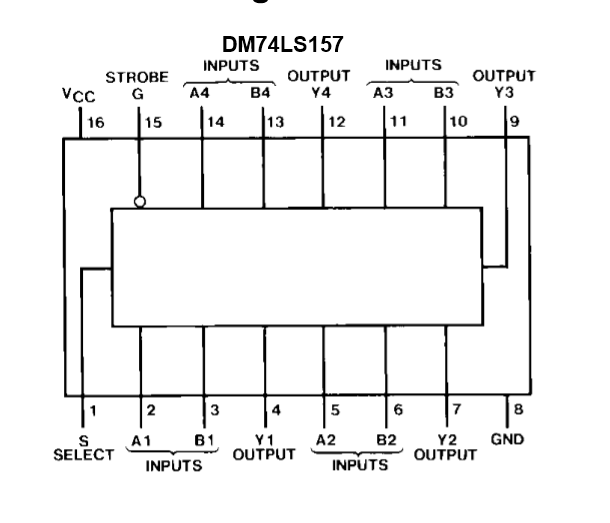 DM74LS157
INPUTS INPUTS
STROBE OUTPUT OUTPUT
VCC G A4 B4 Y4 A3 B3 Y3
16 15 14 13 12 11 10 9
1 2 3 4 5 6 7 8
S A1 B1 Y1 A2 B2 Y2 GND
SELECT OUTPUT OUTPUT
INPUTS INPUTS